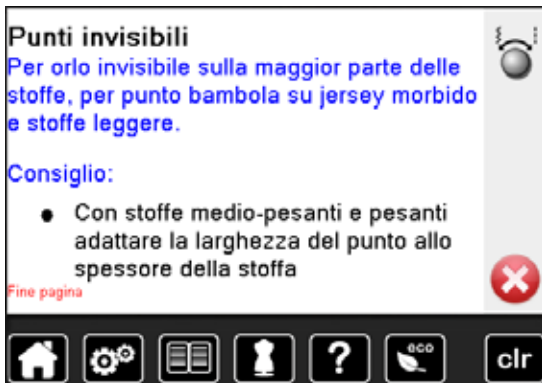 Punti invisibili
Per orlo invisibile sulla maggior parte delle
stoffe, per punto bambola su jersey morbido
e stoffe leggere.
Consiglio:
● Con stoffe medio-pesanti e pesanti
adattare la larghezza del punto allo
spessore della stoffa
Fine pagina
?
eco
clr